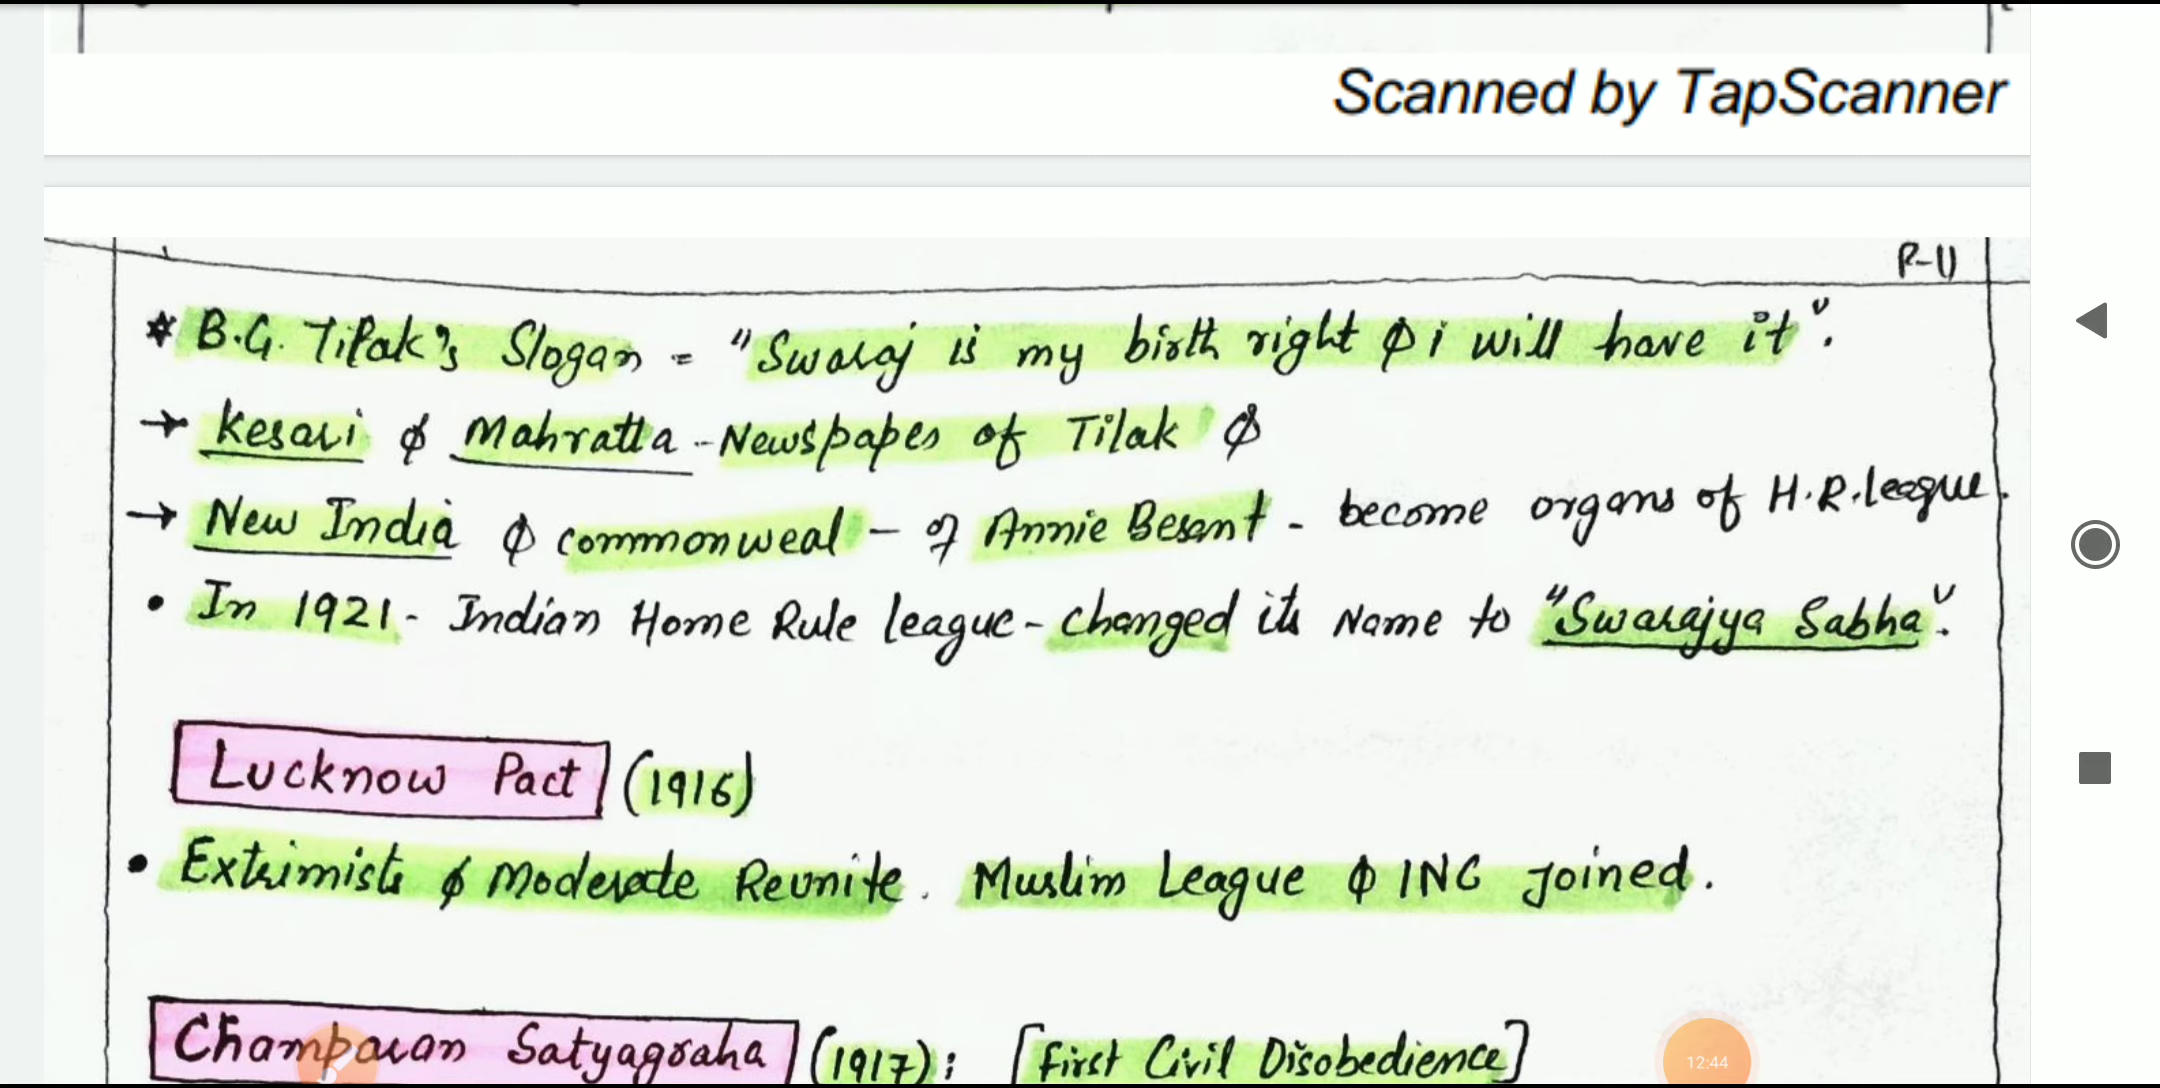 Scanned by TapScanner
P-11
* B.G. Tilak's Slogan = "Swaraj is my birth right & i will have it".
→ Kesari & Mahratta - Newspapes of Tilak &
→ New India & commonweal - of Annie Besant - become organs of H.R. league.
• In 1921 - Indian Home Rule league - changed its Name to "Swarajya Sabha".
Lucknow Pact (1916)
• Extrimists & Moderate Reunite. Muslim League & INC Joined.
Champaran Satyagraha (1917): [First Civil Disobedience]
12:44